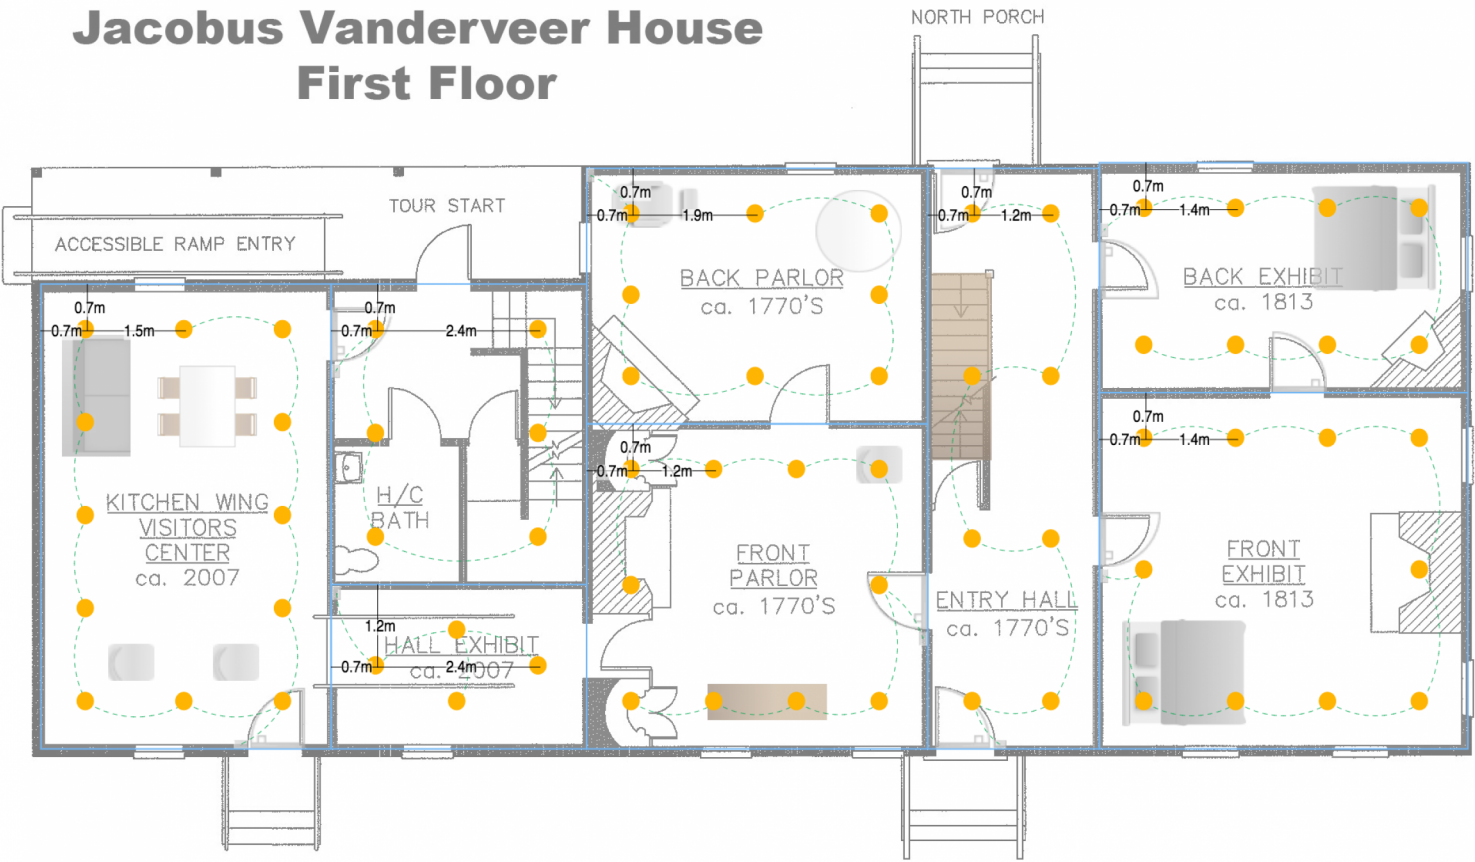 Jacobus Vanderveer House
First Floor
NORTH PORCH
TOUR START
ACCESSIBLE RAMP ENTRY
0.7m
0.7m
1.9m
0.7m
0.7m
1.2m
0.7m
0.7m
1.4m
BACK PARLOR
ca. 1770'S
BACK EXHIBIT
ca. 1813
0.7m
0.7m
1.5m
0.7m
0.7m
2.4m
0.7m
0.7m
1.2m
0.7m
0.7m
1.4m
KITCHEN WING
VISITORS
CENTER
ca. 2007
H/C
BATH
FRONT
PARLOR
ca. 1770'S
ENTRY HALL
ca. 1770'S
FRONT
EXHIBIT
ca. 1813
1.2m
HALL EXHIBIT
ca. 2007
0.7m
2.4m